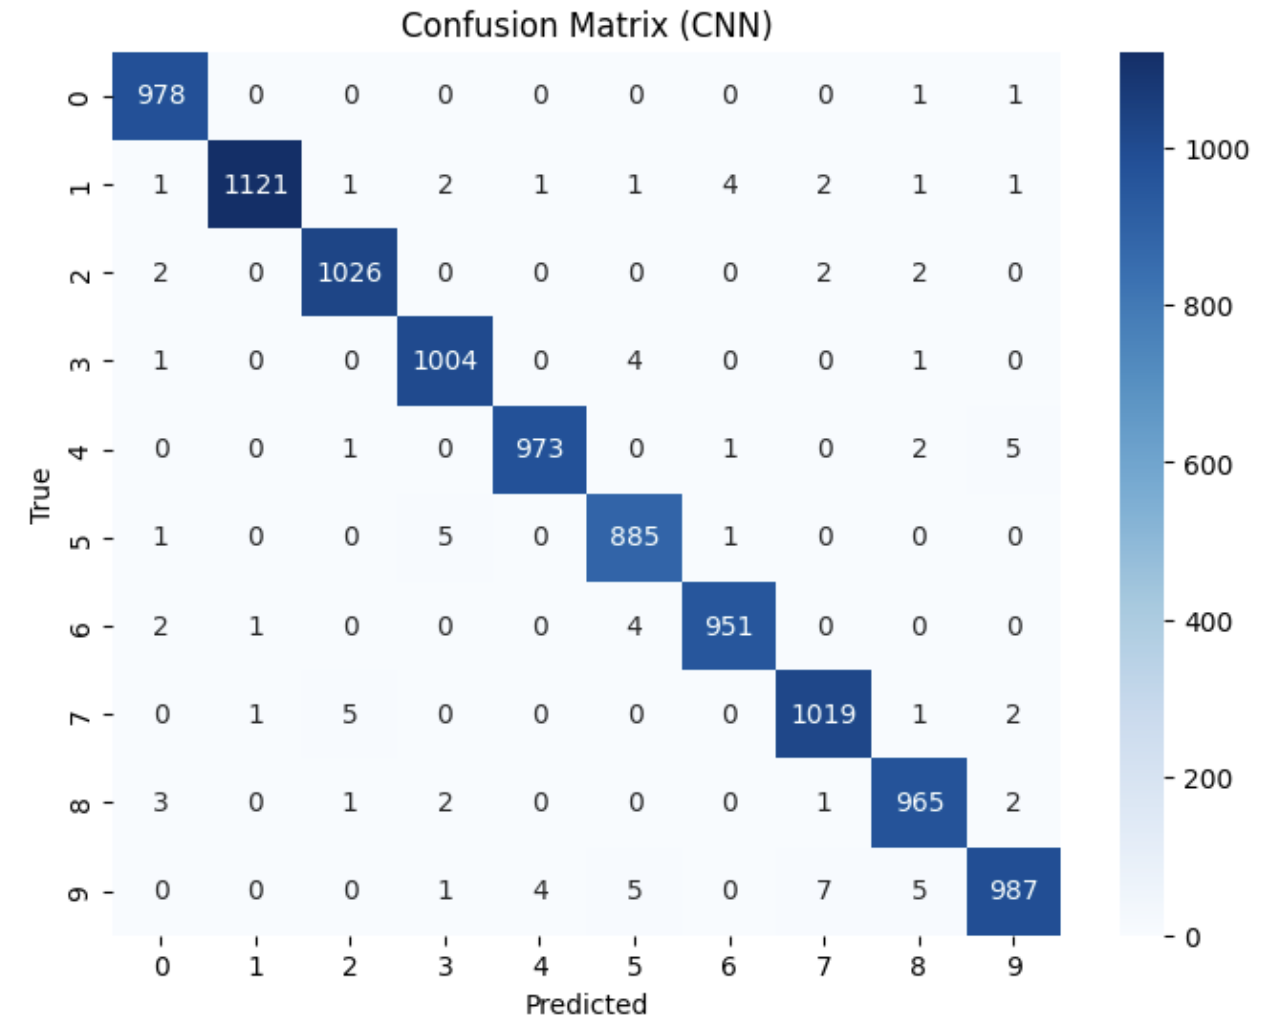 Confusion Matrix (CNN)
0 978 0 0 0 0 0 0 0 1 1
1 1 1121 1 2 1 1 4 2 1 1
2 2 0 1026 0 0 0 0 2 2 0
3 1 0 0 1004 0 4 0 0 1 0
4 0 0 1 0 973 0 1 0 2 5
5 1 0 0 5 0 885 1 0 0 0
6 2 1 0 0 0 4 951 0 0 0
7 0 1 5 0 0 0 0 1019 1 2
8 3 0 1 2 0 0 0 1 965 2
9 0 0 0 1 4 5 0 7 5 987
0 1 2 3 4 5 6 7 8 9
Predicted
True
1000
800
600
400
200
0